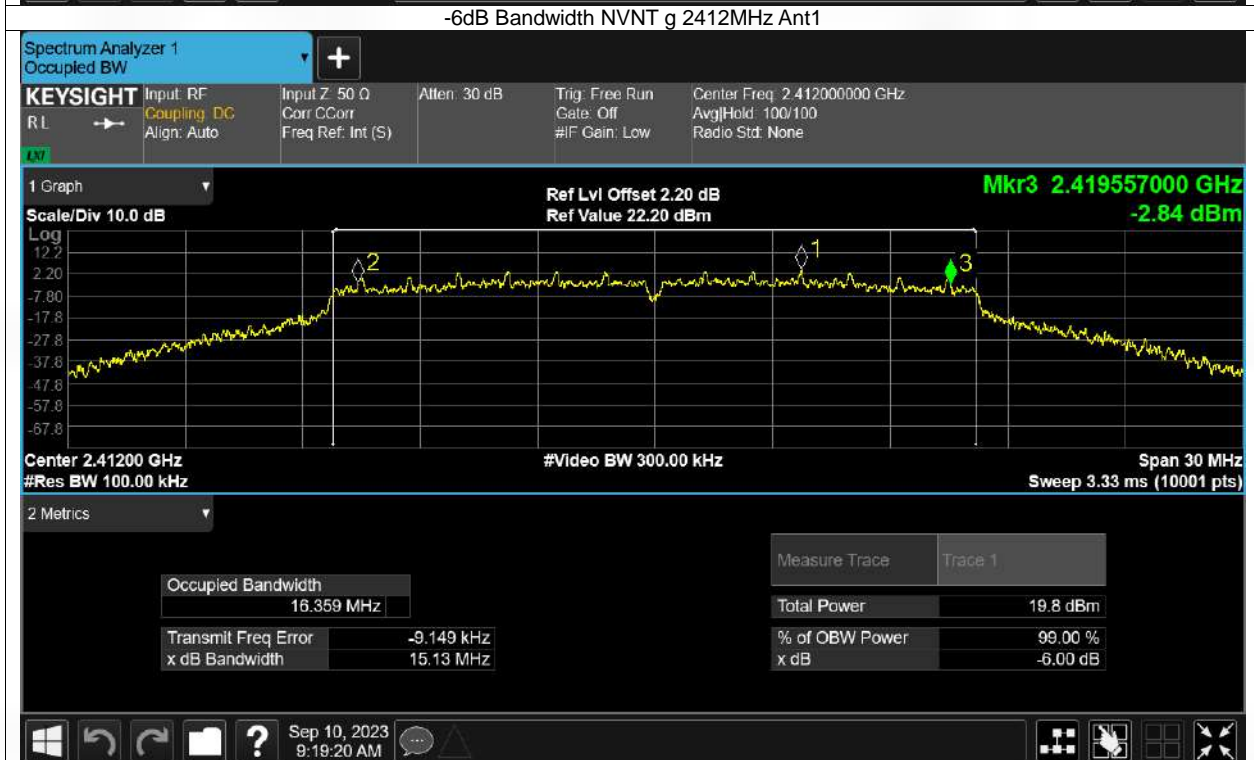 -6dB Bandwidth NVNT g 2412MHz Ant1
Spectrum Analyzer 1
Occupied BW
+
KEYSIGHT
RL
LXI
Input: RF
Coupling: DC
Align: Auto
Input Z: 50 Ω
Corr CCorr
Freq Ref: Int (S)
Atten: 30 dB
Trig: Free Run
Gate: Off
#IF Gain: Low
Center Freq: 2.412000000 GHz
Avg|Hold: 100/100
Radio Std: None
1 Graph
Scale/Div 10.0 dB
Ref Lvl Offset 2.20 dB
Ref Value 22.20 dBm
Mkr3 2.419557000 GHz
-2.84 dBm
Log
12.2
2.20
-7.80
-17.8
-27.8
-37.8
-47.8
-57.8
-67.8
2
1
3
Center 2.41200 GHz
#Res BW 100.00 kHz
#Video BW 300.00 kHz
Span 30 MHz
Sweep 3.33 ms (10001 pts)
2 Metrics
Measure Trace Trace 1
Occupied Bandwidth
16.359 MHz
Total Power 19.8 dBm
Transmit Freq Error -9.149 kHz
% of OBW Power 99.00 %
x dB Bandwidth 15.13 MHz
x dB -6.00 dB
?
Sep 10, 2023
9:19:20 AM